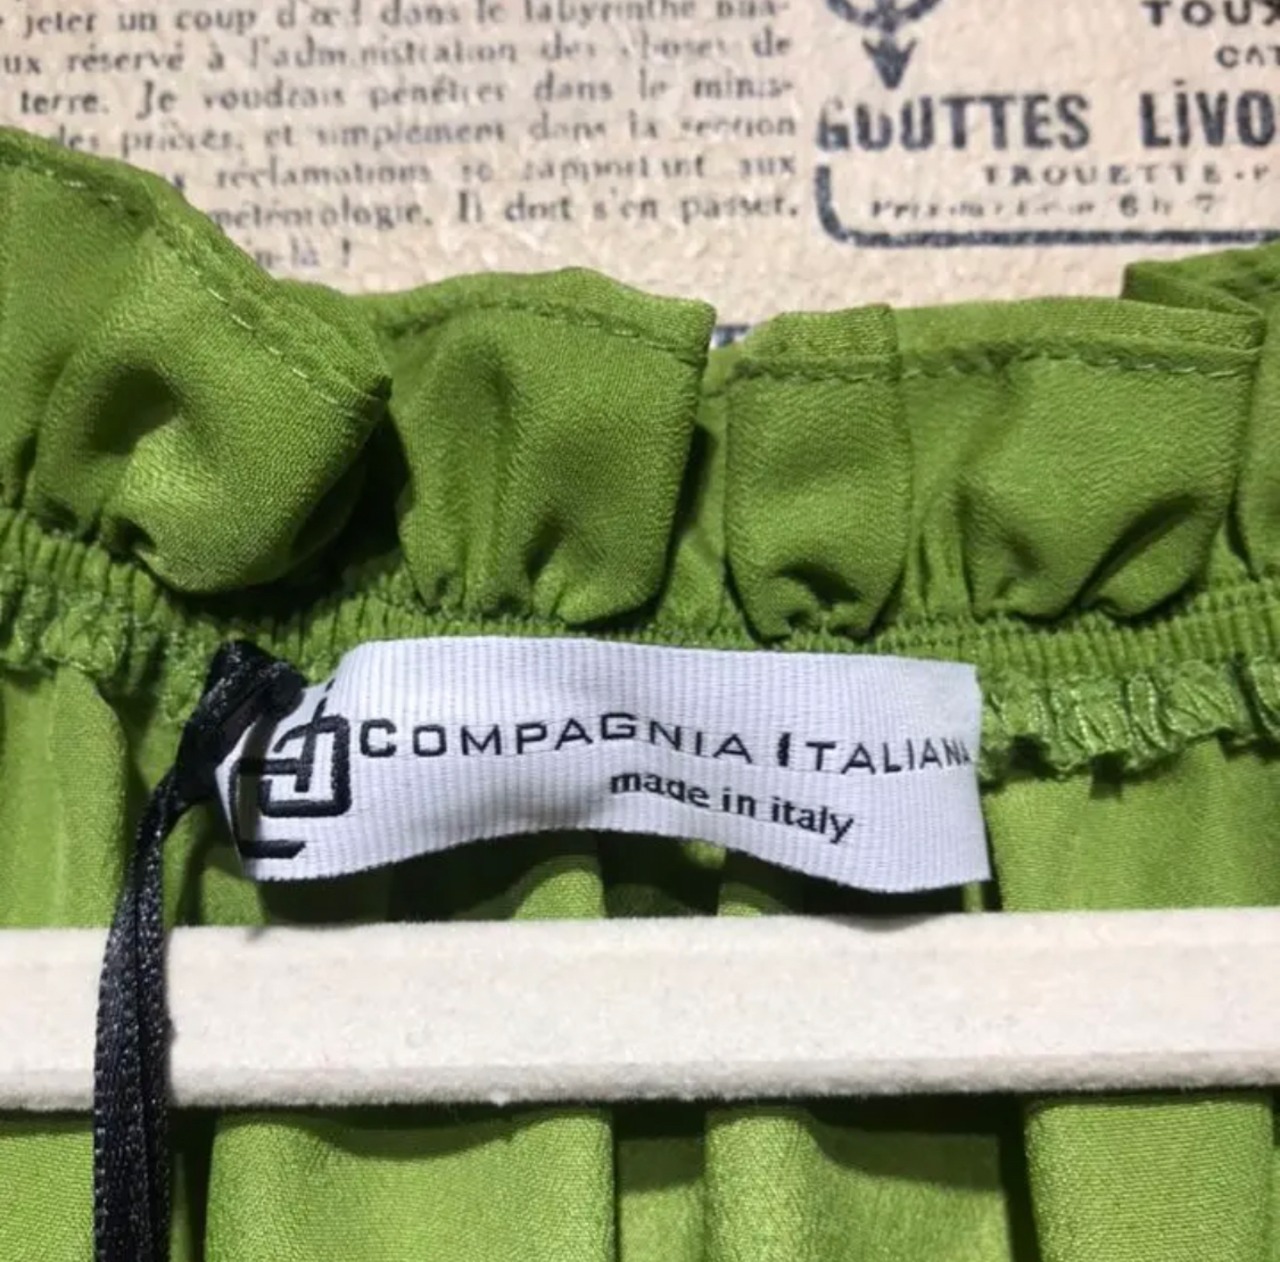 jeter un coup d'œil dans le labyrinthe
ux réservé à l'administration des choses de
terre. Je voudrais pénétrer dans le minis-
des prières, et simplement dans la section
réclamations se rapportant aux
météorologie. Il doit s'en passer.
n-là !
TOUX
CAT
GOUTTES LIVO
TROUETTE-P
COMPAGNIA ITALIANA
made in italy